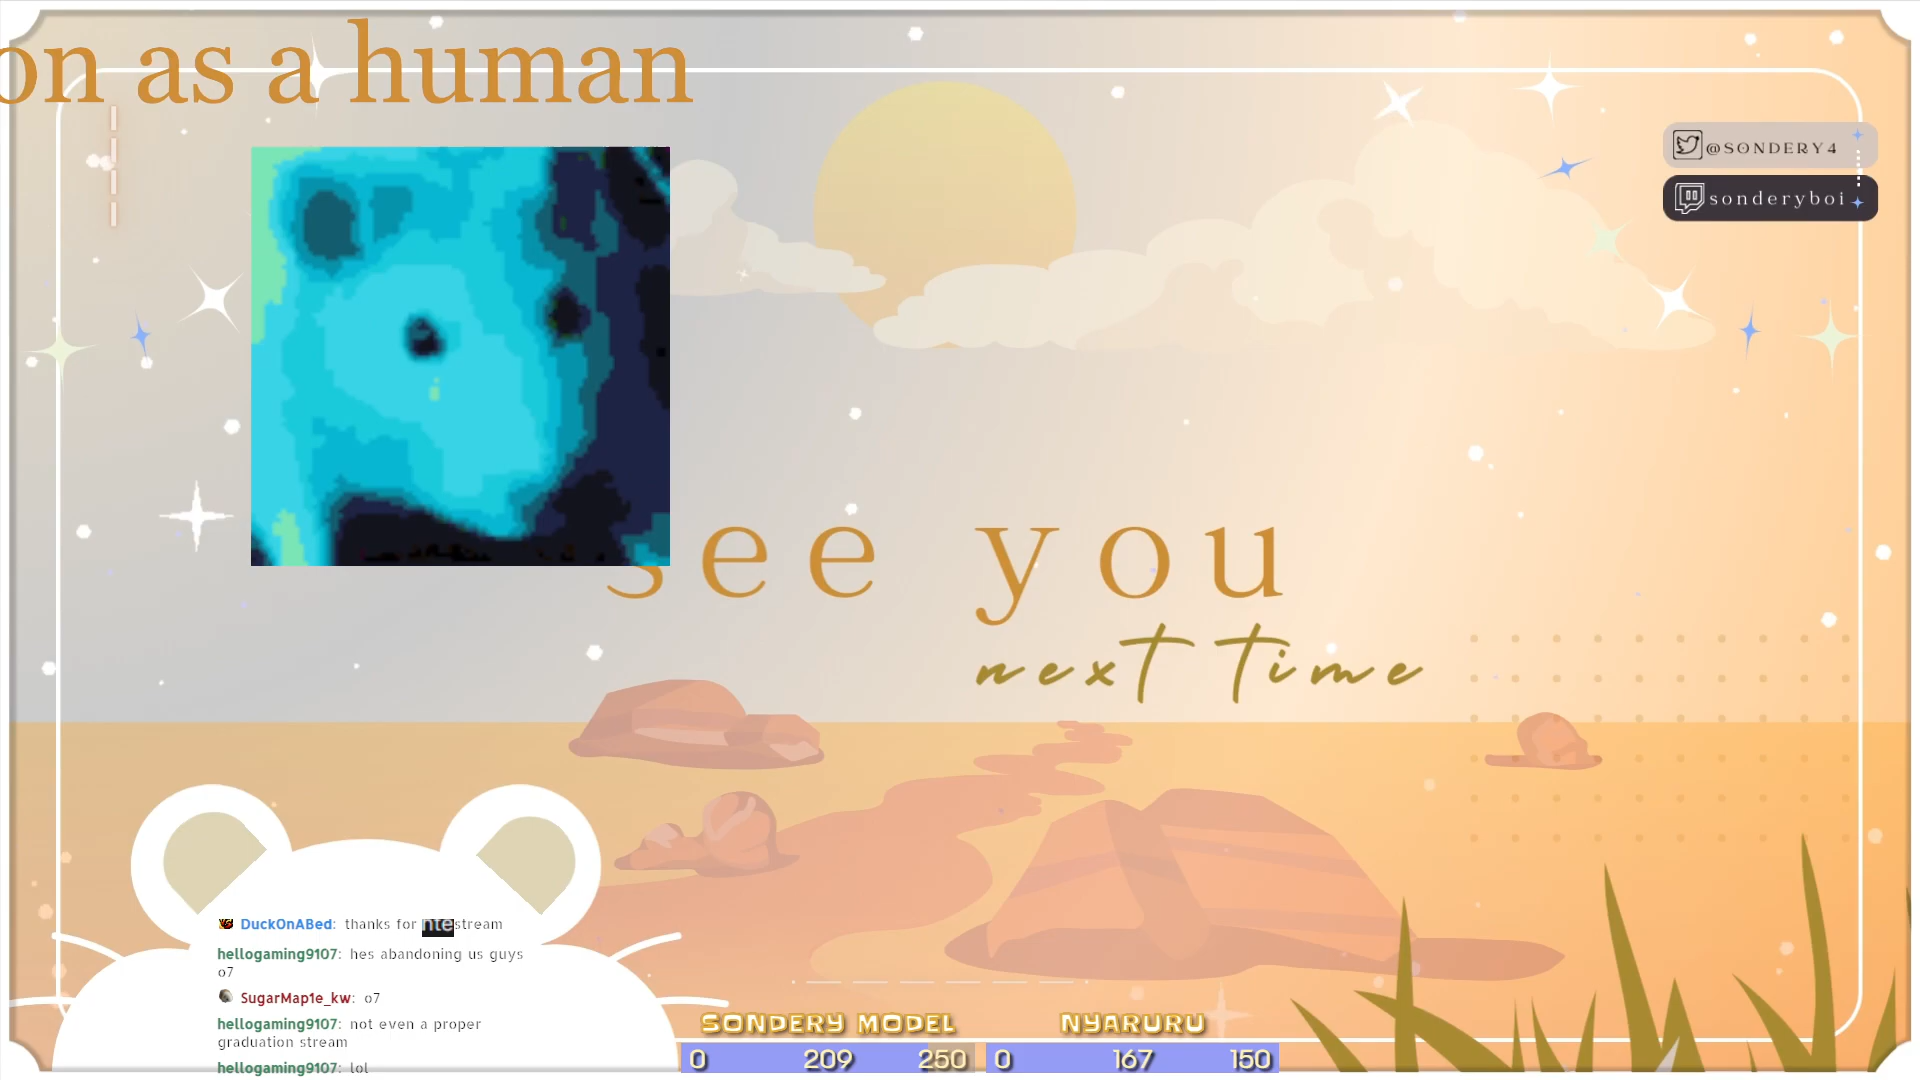 on as a human
@SONDERY4
sonderyboi
see you
next time
DuckOnABed: thanks for nte stream
hellogaming9107: hes abandoning us guys
o7
SugarMap1e_kw: o7
hellogaming9107: not even a proper
graduation stream
hellogaming9107: lol
SONDERY MODEL
0 209 250
NYARURU
0 167 150